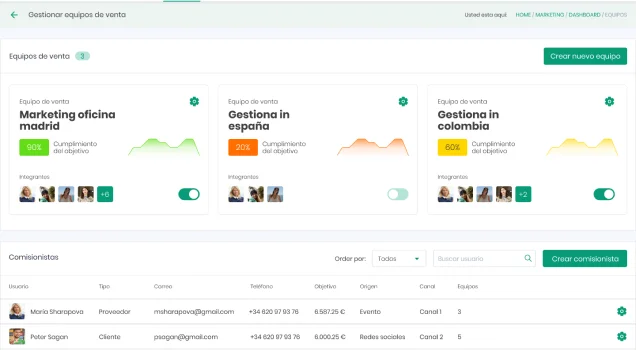 Gestionar equipos de venta
Usted esta aquí: HOME / MARKETING / DASHBOARD / EQUIPOS
Equipos de venta 3
Crear nuevo equipo
Equipo de venta
Marketing oficina
madrid
90% Cumplimiento
del objetivo
Integrantes
+6
Equipo de venta
Gestiona in
españa
20% Cumplimiento
del objetivo
Integrantes
Equipo de venta
Gestiona in
colombia
60% Cumplimiento
del objetivo
Integrantes
+2
Comisionistas
Order por: Todos
Buscar usuario
Crear comisionista
Usuario Tipo Correo Teléfono Objetivo Origen Canal Equipos
María Sharapova Proveedor msharapova@gmail.com +34 620 97 93 76 6.587.25 € Evento Canal 1 3
Peter Sagan Cliente psagan@gmail.com +34 620 97 93 76 6.000.25 € Redes sociales Canal 2 5